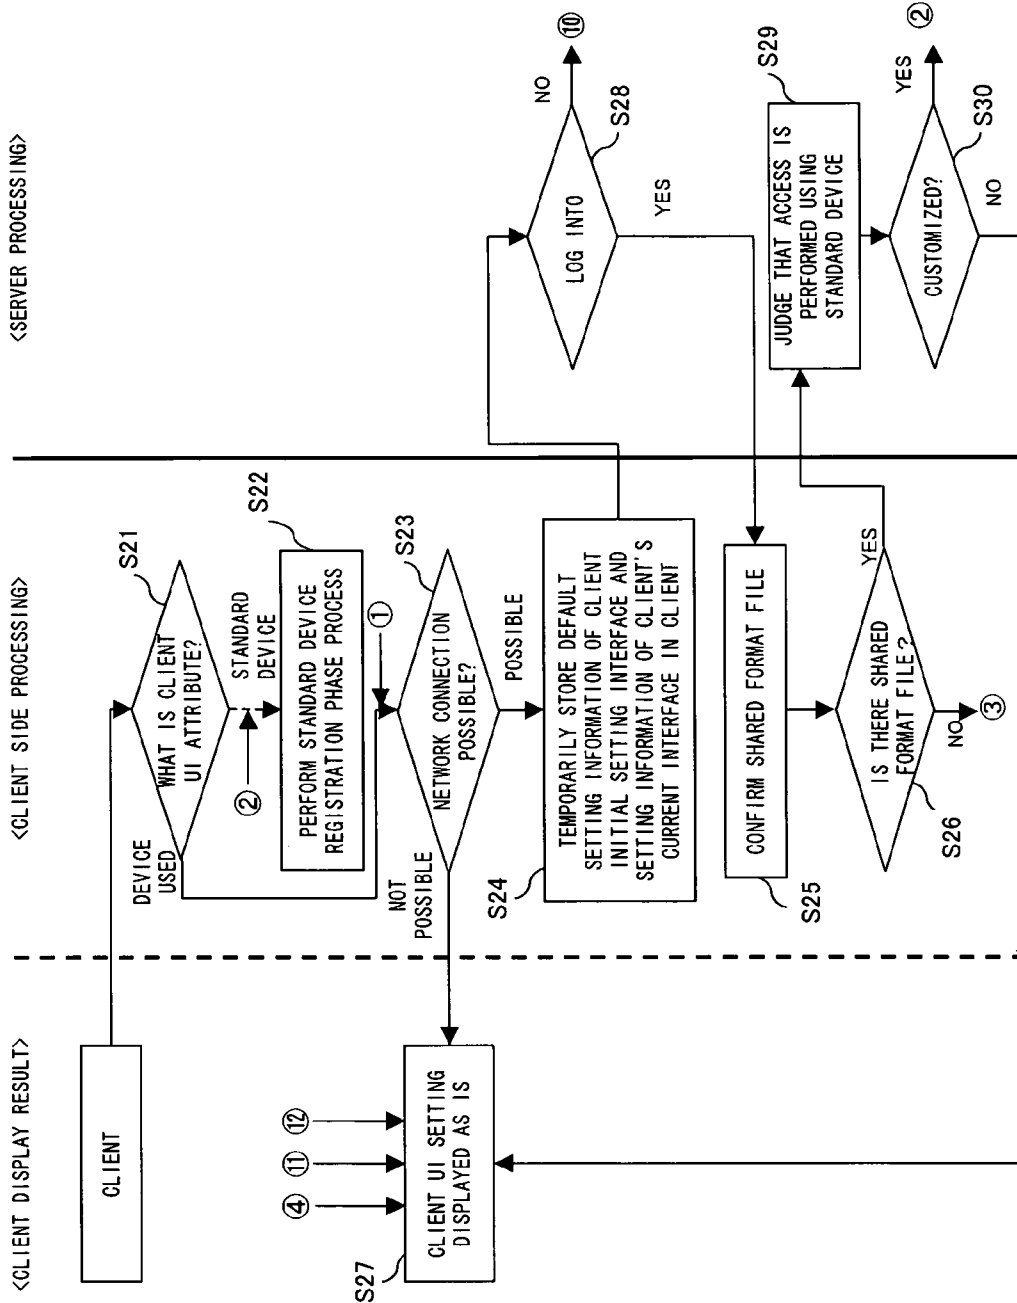 <CLIENT DISPLAY RESULT>
<CLIENT SIDE PROCESSING>
<SERVER PROCESSING>
CLIENT
S21
WHAT IS CLIENT
UI ATTRIBUTE?
DEVICE
USED
STANDARD
DEVICE
②
S22
PERFORM STANDARD DEVICE
REGISTRATION PHASE PROCESS
①
S23
NETWORK CONNECTION
POSSIBLE?
NOT
POSSIBLE
POSSIBLE
④
⑪
⑫
CLIENT UI SETTING
DISPLAYED AS IS
S27
S24
TEMPORARILY STORE DEFAULT
SETTING INFORMATION OF CLIENT
INITIAL SETTING INTERFACE AND
SETTING INFORMATION OF CLIENT'S
CURRENT INTERFACE IN CLIENT
LOG INTO
NO
⑩
S28
YES
CONFIRM SHARED FORMAT FILE
S25
IS THERE SHARED
FORMAT FILE?
S26
YES
NO
③
S29
JUDGE THAT ACCESS IS
PERFORMED USING
STANDARD DEVICE
CUSTOMIZED?
YES
②
S30
NO